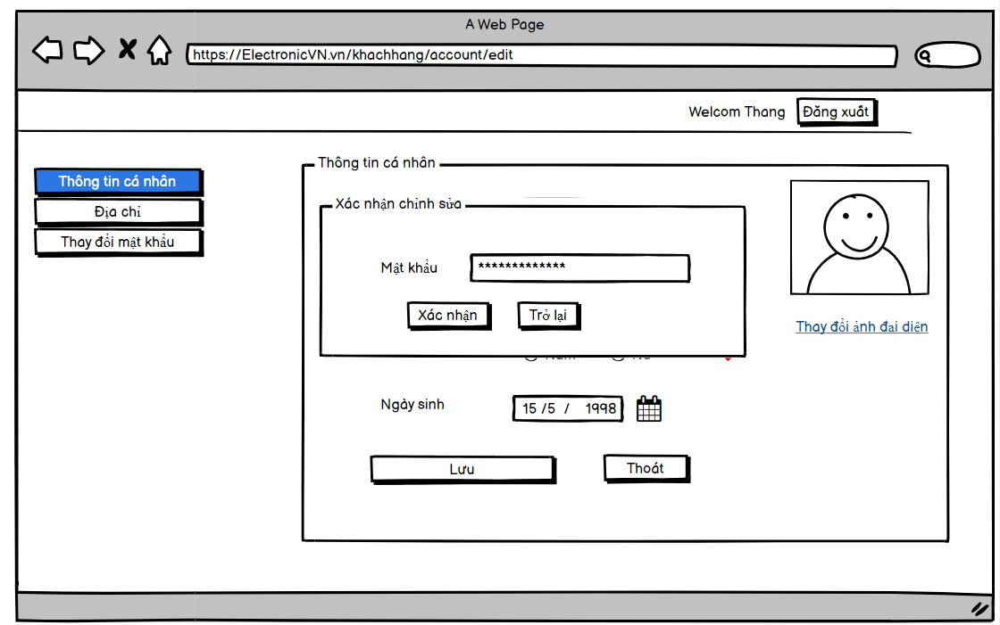 A Web Page
https://ElectronicVN.vn/khachhang/account/edit
Welcom Thang
Đăng xuất
Thông tin cá nhân
Địa chỉ
Thay đổi mật khẩu
Thông tin cá nhân
Xác nhận chỉnh sửa
Mật khẩu
*************
Xác nhận
Trở lại
Thay đổi ảnh đại diện
Ngày sinh
15 /5 / 1998
Lưu
Thoát